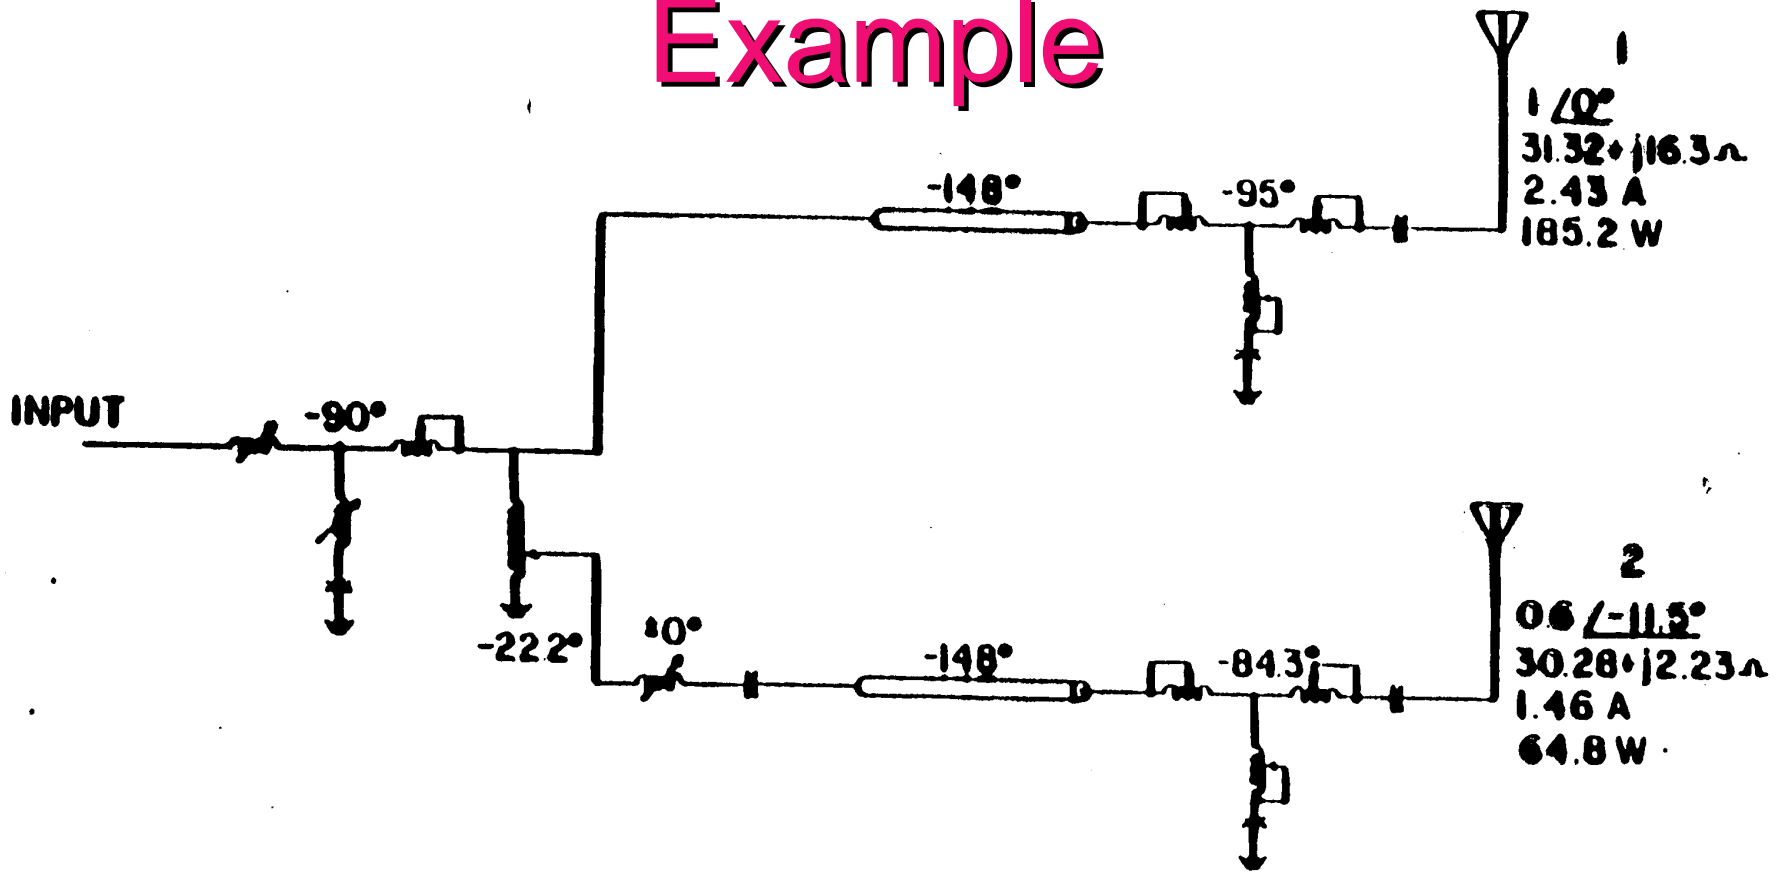 Example
1
1 /0°
31.32+j16.3Ω
2.43 A
185.2 W
-148°
-95°
INPUT
-90°
-22.2°
-148°
-84.3°
2
0.6 /-11.5°
30.28+j2.23Ω
1.46 A
64.8 W